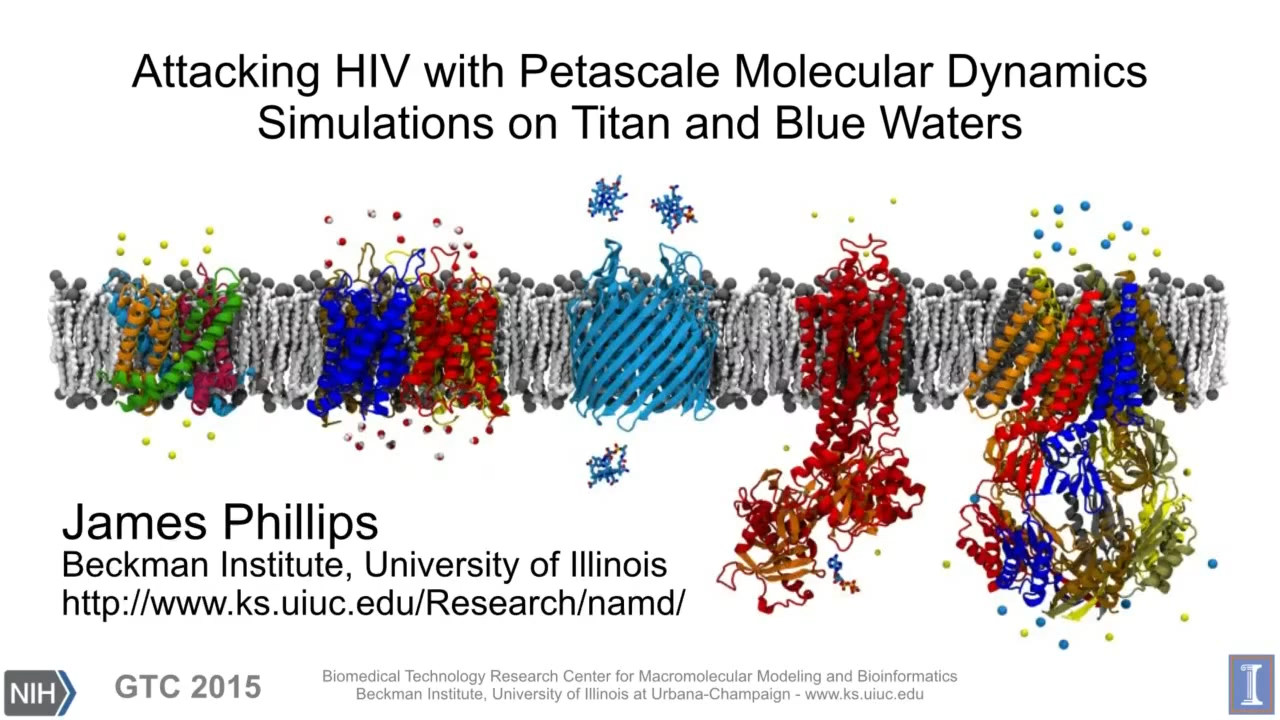 Attacking HIV with Petascale Molecular Dynamics
Simulations on Titan and Blue Waters
James Phillips
Beckman Institute, University of Illinois
http://www.ks.uiuc.edu/Research/namd/
NIH
GTC 2015
Biomedical Technology Research Center for Macromolecular Modeling and Bioinformatics
Beckman Institute, University of Illinois at Urbana-Champaign - www.ks.uiuc.edu
I